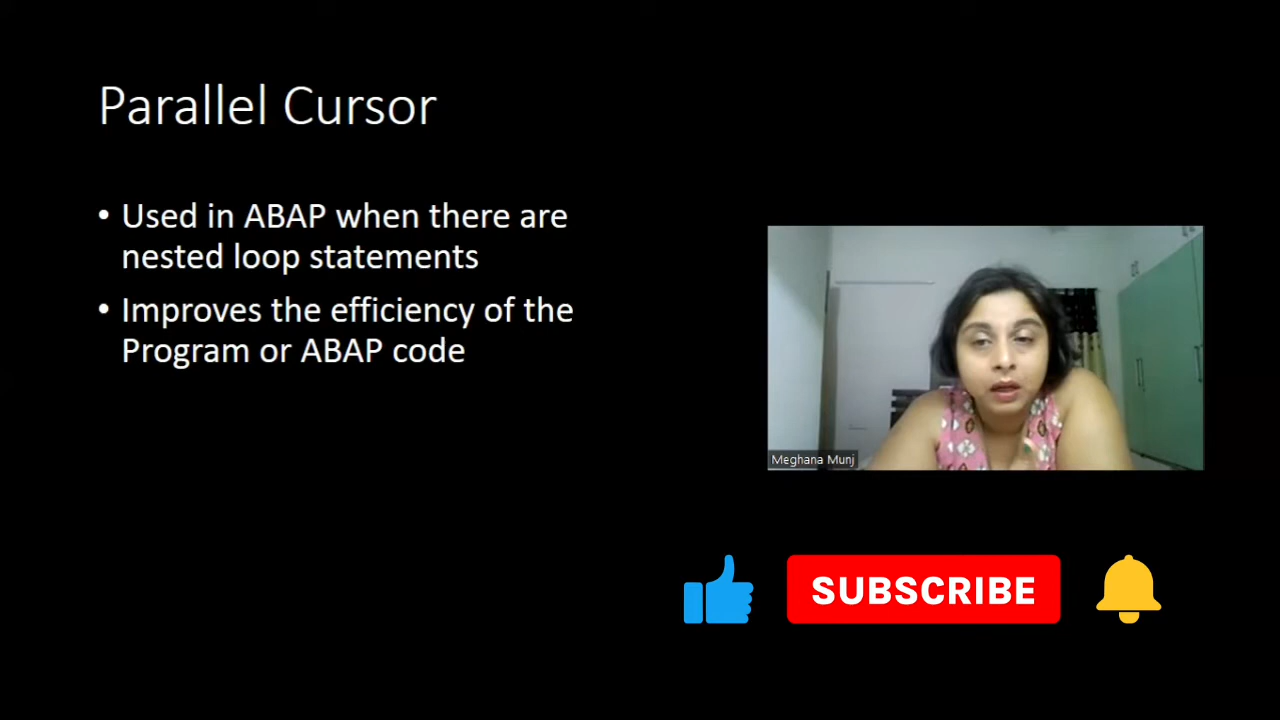 Parallel Cursor
• Used in ABAP when there are
nested loop statements
• Improves the efficiency of the
Program or ABAP code
Meghana Munj
SUBSCRIBE